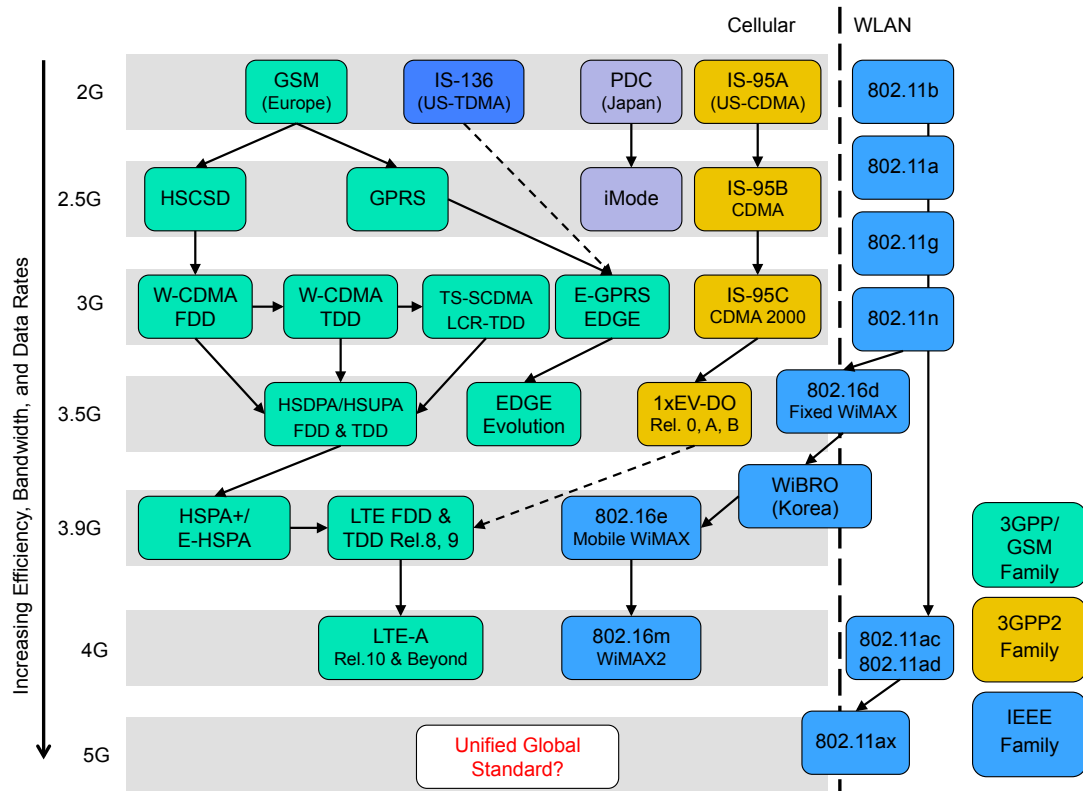 Cellular
WLAN
Increasing Efficiency, Bandwidth, and Data Rates
2G
GSM
(Europe)
IS-136
(US-TDMA)
PDC
(Japan)
IS-95A
(US-CDMA)
802.11b
802.11a
2.5G
HSCSD
GPRS
iMode
IS-95B
CDMA
802.11g
3G
W-CDMA
FDD
W-CDMA
TDD
TS-SCDMA
LCR-TDD
E-GPRS
EDGE
IS-95C
CDMA 2000
802.11n
3.5G
HSDPA/HSUPA
FDD & TDD
EDGE
Evolution
1xEV-DO
Rel. 0, A, B
802.16d
Fixed WiMAX
WiBRO
(Korea)
3.9G
HSPA+/
E-HSPA
LTE FDD &
TDD Rel.8, 9
802.16e
Mobile WiMAX
3GPP/
GSM
Family
4G
LTE-A
Rel.10 & Beyond
802.16m
WiMAX2
802.11ac
802.11ad
3GPP2
Family
5G
Unified Global
Standard?
802.11ax
IEEE
Family